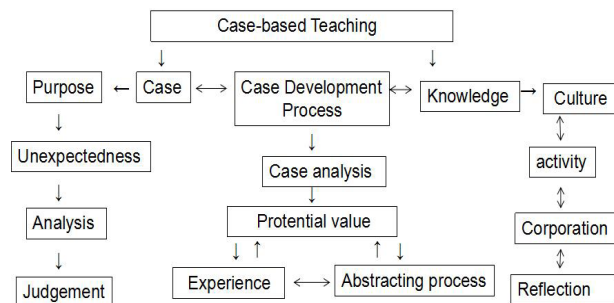 Case-based Teaching
Purpose
Case
Case Development
Process
Knowledge
Culture
Unexpectedness
Case analysis
activity
Analysis
Protential value
Corporation
Judgement
Experience
Abstracting process
Reflection